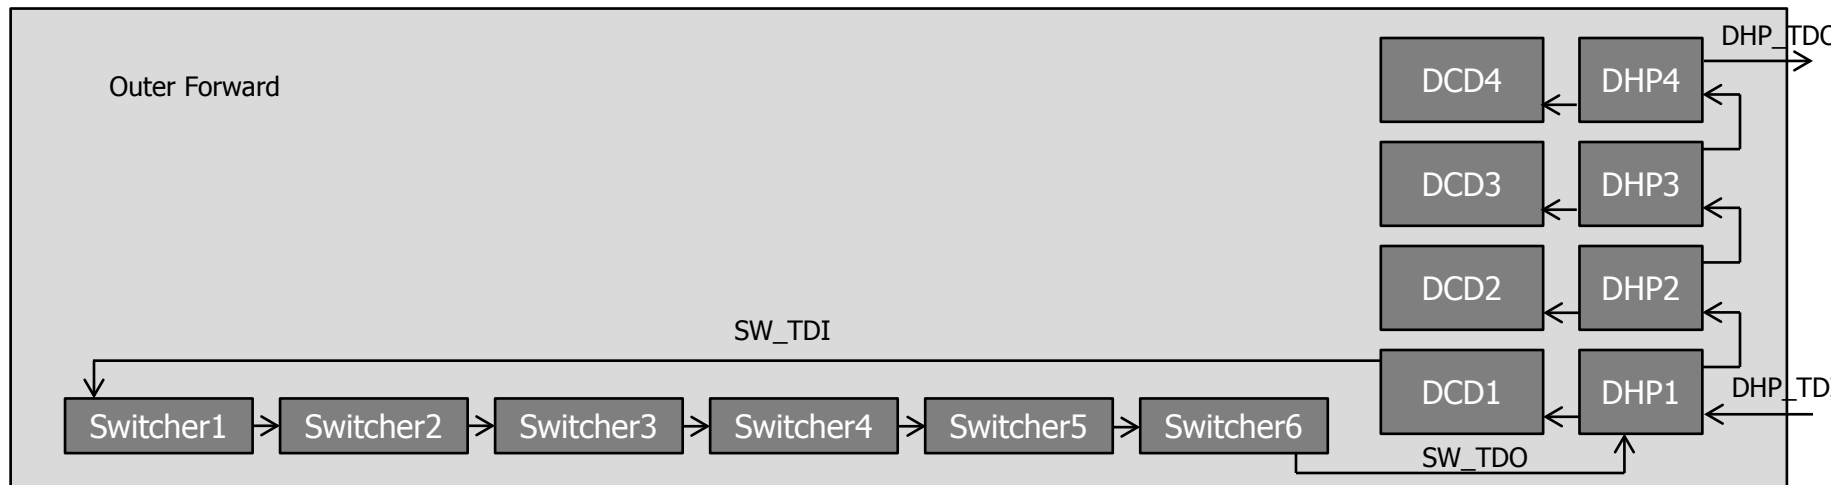 DHP_TDO
Outer Forward
DCD4 DHP4
DCD3 DHP3
DCD2 DHP2
SW_TDI
DCD1 DHP1
DHP_TDI
Switcher1 Switcher2 Switcher3 Switcher4 Switcher5 Switcher6
SW_TDO